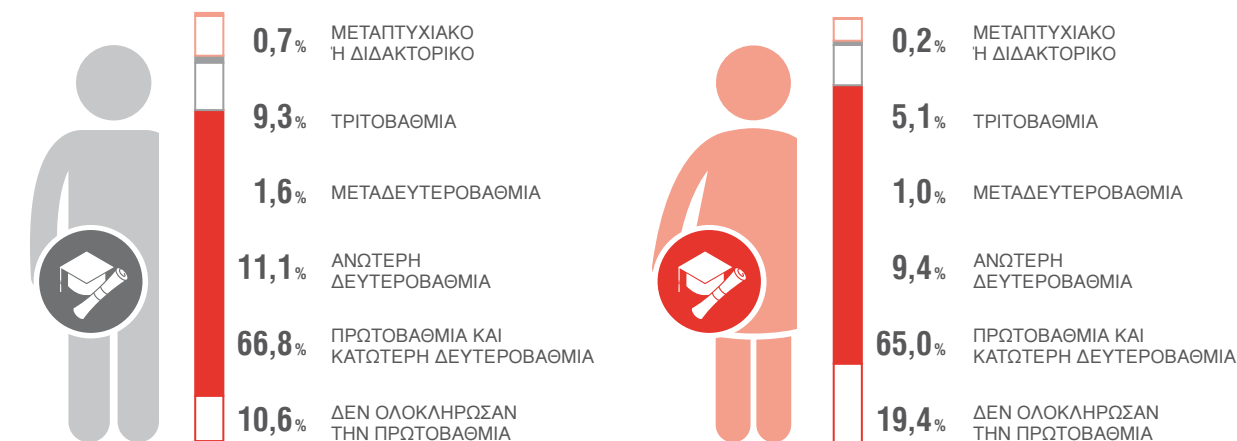 0,7% ΜΕΤΑΠΤΥΧΙΑΚΟ
Ή ΔΙΔΑΚΤΟΡΙΚΟ
9,3% ΤΡΙΤΟΒΑΘΜΙΑ
1,6% ΜΕΤΑΔΕΥΤΕΡΟΒΑΘΜΙΑ
11,1% ΑΝΩΤΕΡΗ
ΔΕΥΤΕΡΟΒΑΘΜΙΑ
66,8% ΠΡΩΤΟΒΑΘΜΙΑ ΚΑΙ
ΚΑΤΩΤΕΡΗ ΔΕΥΤΕΡΟΒΑΘΜΙΑ
10,6% ΔΕΝ ΟΛΟΚΛΗΡΩΣΑΝ
ΤΗΝ ΠΡΩΤΟΒΑΘΜΙΑ
0,2% ΜΕΤΑΠΤΥΧΙΑΚΟ
Ή ΔΙΔΑΚΤΟΡΙΚΟ
5,1% ΤΡΙΤΟΒΑΘΜΙΑ
1,0% ΜΕΤΑΔΕΥΤΕΡΟΒΑΘΜΙΑ
9,4% ΑΝΩΤΕΡΗ
ΔΕΥΤΕΡΟΒΑΘΜΙΑ
65,0% ΠΡΩΤΟΒΑΘΜΙΑ ΚΑΙ
ΚΑΤΩΤΕΡΗ ΔΕΥΤΕΡΟΒΑΘΜΙΑ
19,4% ΔΕΝ ΟΛΟΚΛΗΡΩΣΑΝ
ΤΗΝ ΠΡΩΤΟΒΑΘΜΙΑ